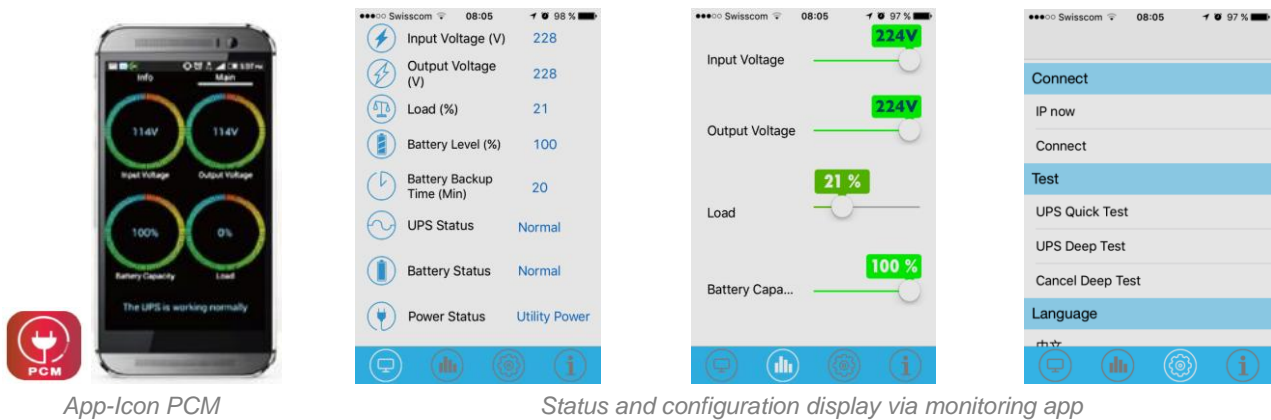 Info Main
114V 114V
Input Voltage Output Voltage
100% 0%
Battery Capacity Load
The UPS is working normally
PCM
App-Icon PCM
Swisscom 08:05 98 %
Input Voltage (V) 228
Output Voltage
(V) 228
Load (%) 21
Battery Level (%) 100
Battery Backup
Time (Min) 20
UPS Status Normal
Battery Status Normal
Power Status Utility Power
Swisscom 08:05 97 %
224V
Input Voltage
224V
Output Voltage
21 %
Load
100 %
Battery Capa...
Swisscom 08:05 97 %
Connect
IP now
Connect
Test
UPS Quick Test
UPS Deep Test
Cancel Deep Test
Language
中文
Status and configuration display via monitoring app